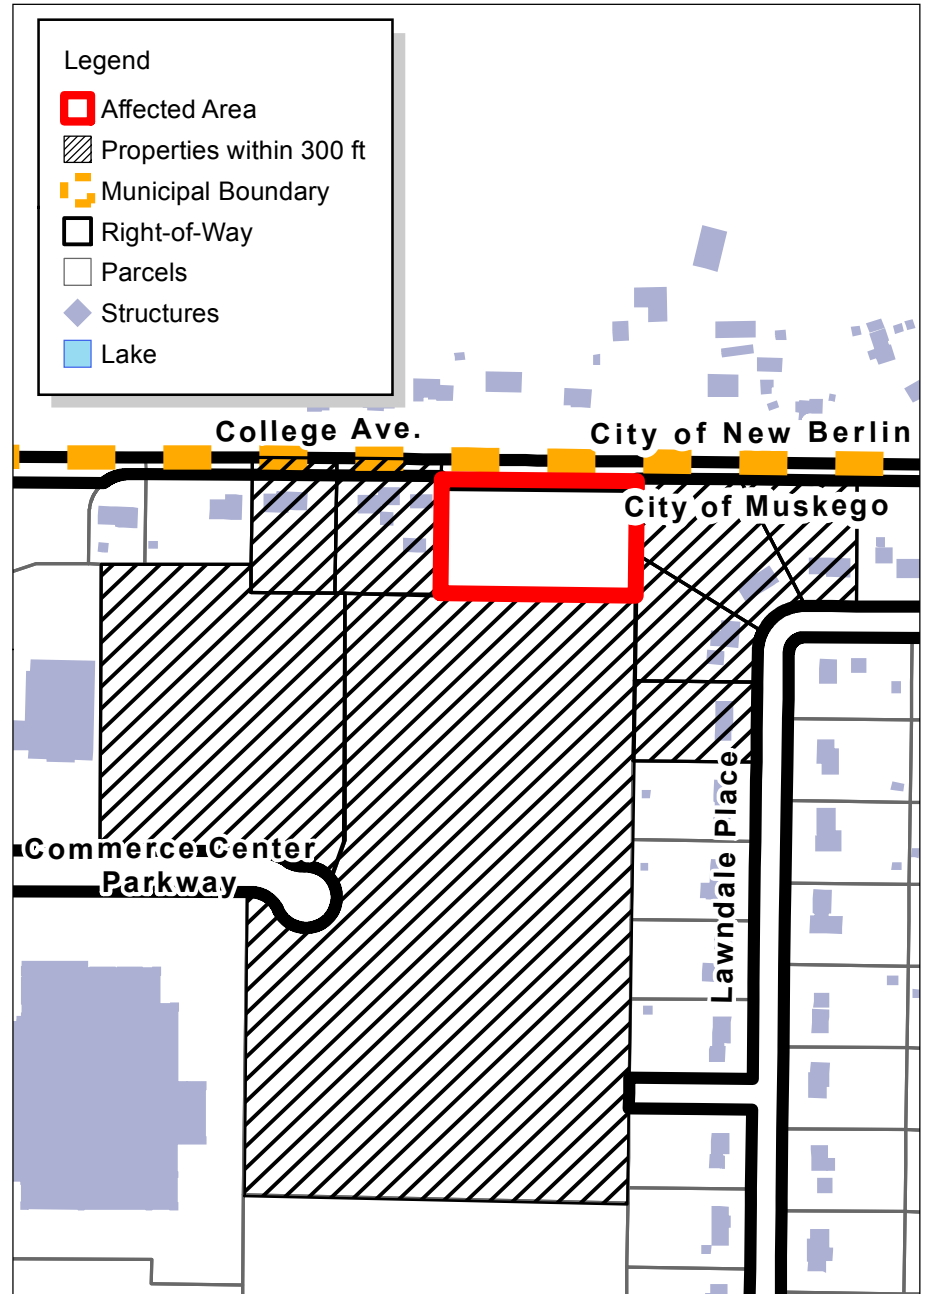 Legend
Affected Area
Properties within 300 ft
Municipal Boundary
Right-of-Way
Parcels
Structures
Lake
College Ave.
City of New Berlin
City of Muskego
Lawndale Place
Commerce Center
Parkway